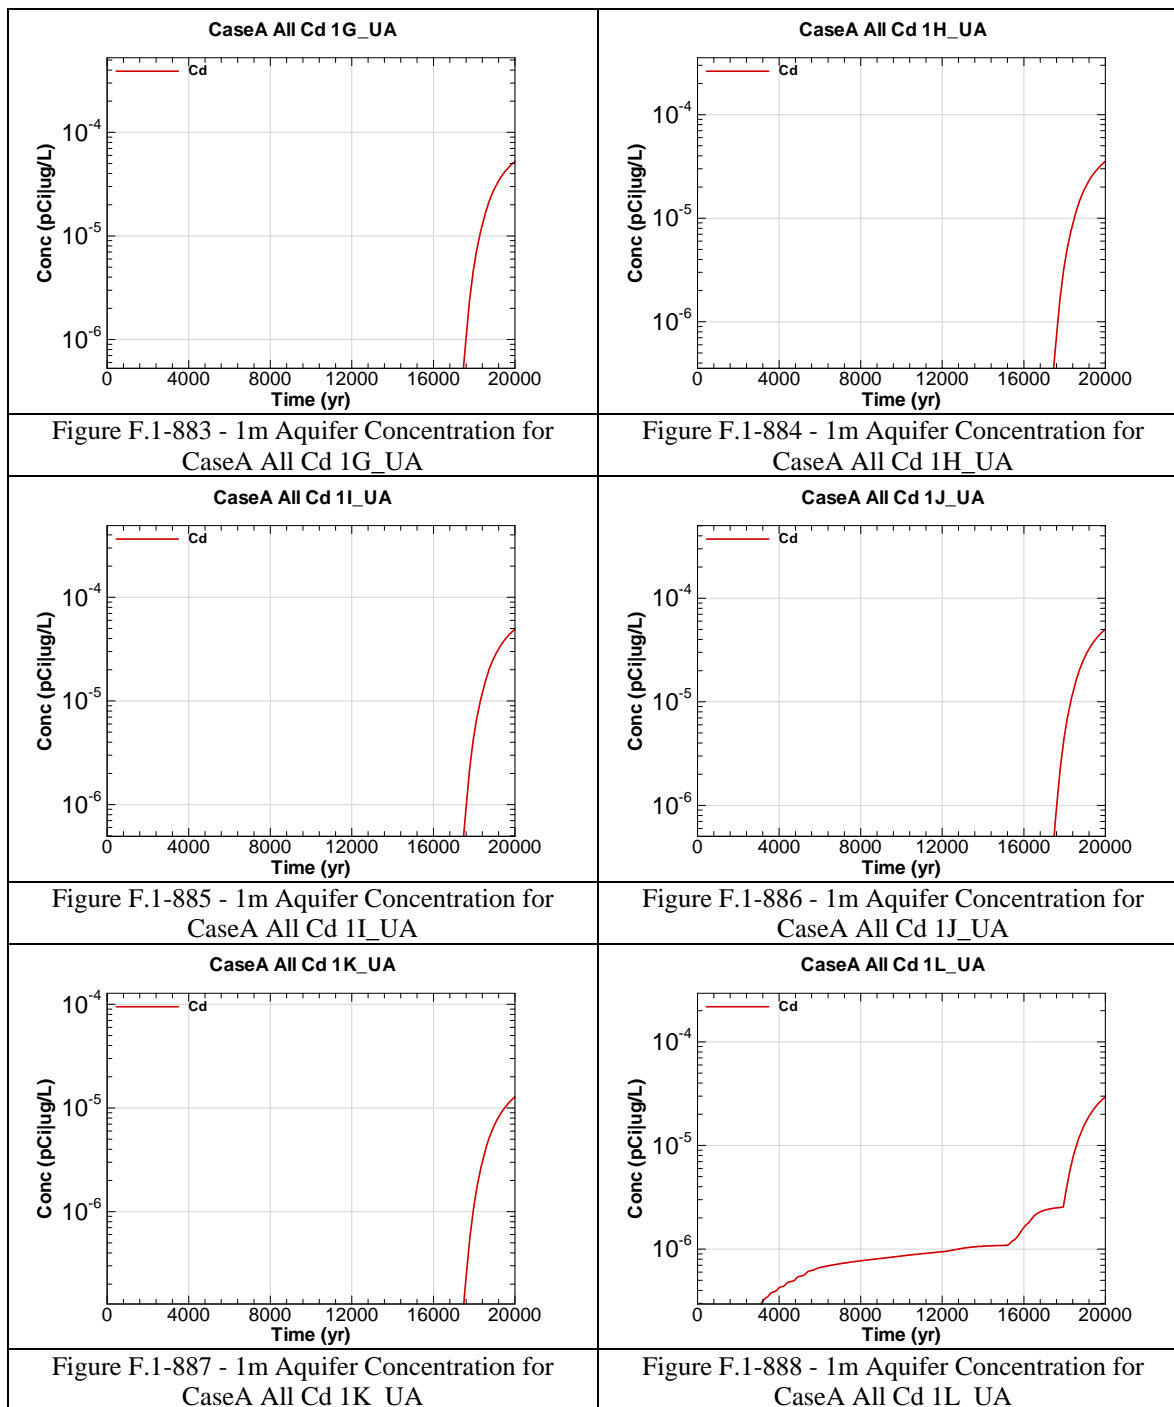 CaseA All Cd 1G_UA
Cd
10-4
10-5
10-6
Conc (pCi|ug/L)
0 4000 8000 12000 16000 20000
Time (yr)
Figure F.1-883 - 1m Aquifer Concentration for
CaseA All Cd 1G_UA
CaseA All Cd 1H_UA
Cd
10-4
10-5
10-6
Conc (pCi|ug/L)
0 4000 8000 12000 16000 20000
Time (yr)
Figure F.1-884 - 1m Aquifer Concentration for
CaseA All Cd 1H_UA
CaseA All Cd 1I_UA
Cd
10-4
10-5
10-6
Conc (pCi|ug/L)
0 4000 8000 12000 16000 20000
Time (yr)
Figure F.1-885 - 1m Aquifer Concentration for
CaseA All Cd 1I_UA
CaseA All Cd 1J_UA
Cd
10-4
10-5
10-6
Conc (pCi|ug/L)
0 4000 8000 12000 16000 20000
Time (yr)
Figure F.1-886 - 1m Aquifer Concentration for
CaseA All Cd 1J_UA
CaseA All Cd 1K_UA
Cd
10-4
10-5
10-6
Conc (pCi|ug/L)
0 4000 8000 12000 16000 20000
Time (yr)
Figure F.1-887 - 1m Aquifer Concentration for
CaseA All Cd 1K_UA
CaseA All Cd 1L_UA
Cd
10-4
10-5
10-6
Conc (pCi|ug/L)
0 4000 8000 12000 16000 20000
Time (yr)
Figure F.1-888 - 1m Aquifer Concentration for
CaseA All Cd 1L_UA